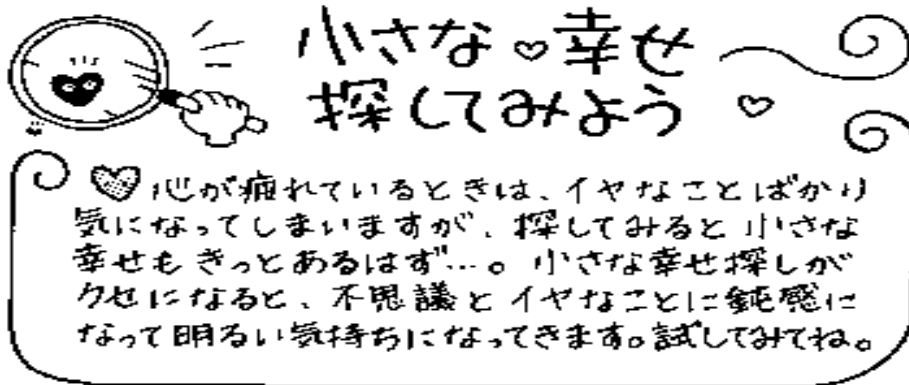 小さな♡幸せ
探してみよう
心が疲れているときは、イヤなことばかり
気になってしまいますが、探してみると小さな
幸せもきっとあるはず…。小さな幸せ探しが
クセになると、不思議とイヤなことに鈍感に
なって明るい気持ちになってきます。試してみてね。